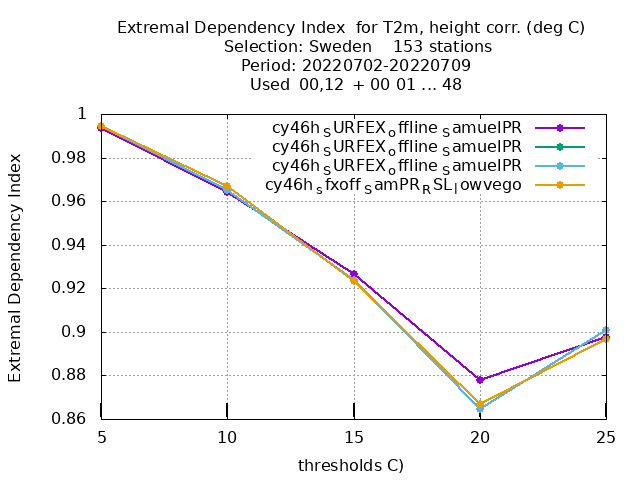 Extremal Dependency Index  for T2m, height corr. (deg C)
Selection: Sweden    153 stations
Period: 20220702-20220709
Used  00,12  + 00 01 ... 48
cy46h_SURFEX_offline_SamuelPR
cy46h_SURFEX_offline_SamuelPR
cy46h_SURFEX_offline_SamuelPR
cy46h_sfxoff_SamPR_RSL_lowvego
Extremal Dependency Index
1
0.98
0.96
0.94
0.92
0.9
0.88
0.86
5 10 15 20 25
thresholds C)